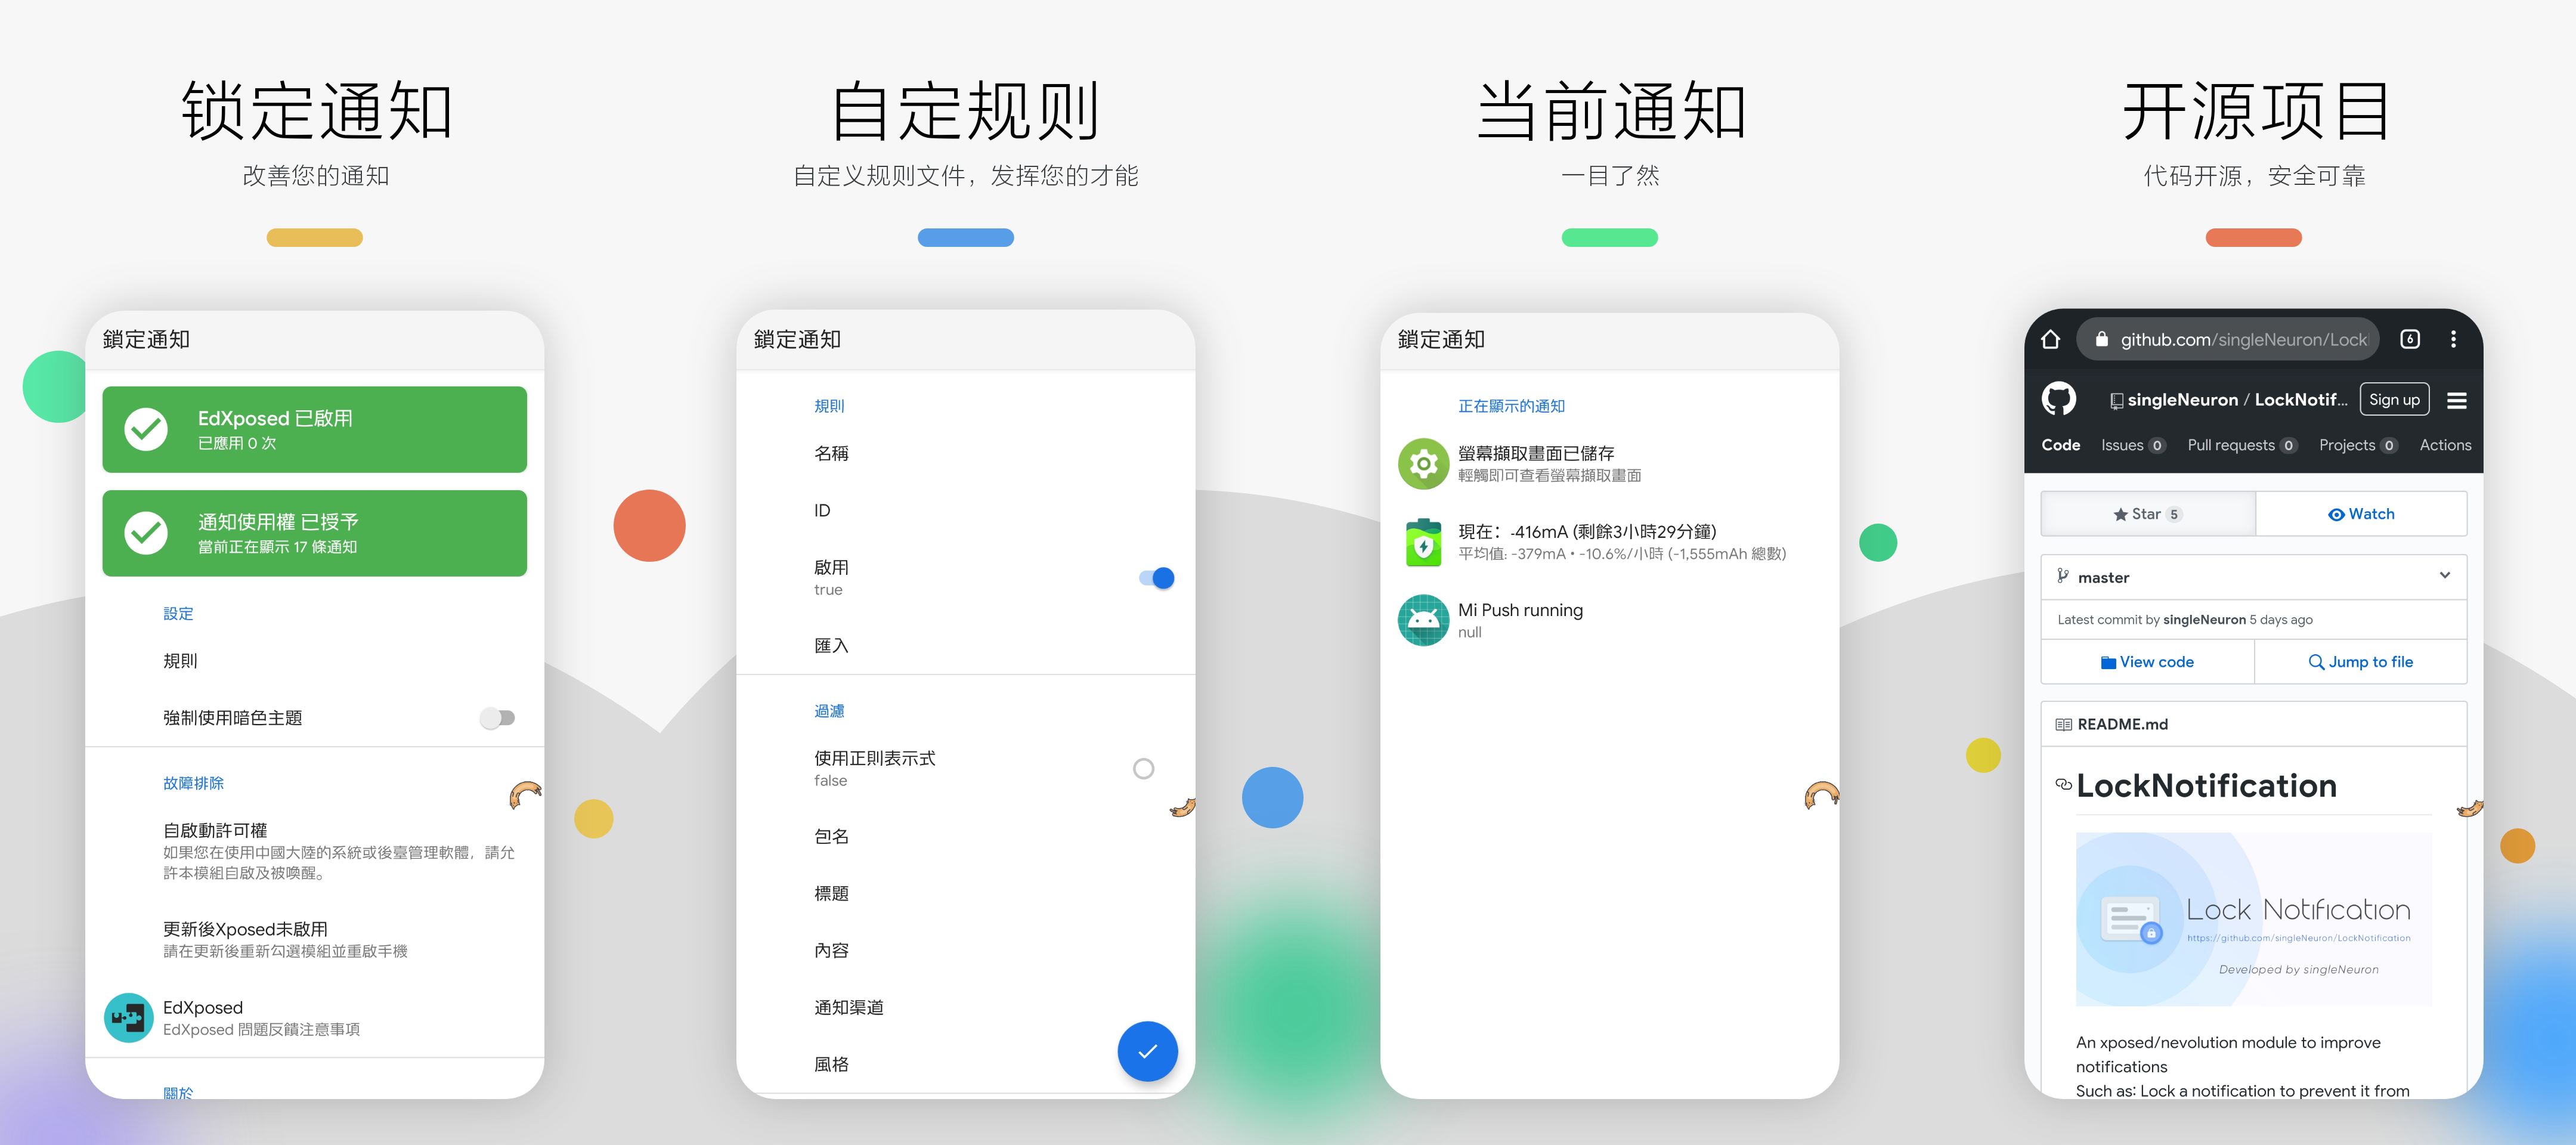 锁定通知
改善您的通知
鎖定通知
EdXposed 已啟用
已應用 0 次
通知使用權 已授予
當前正在顯示 17 條通知
設定
規則
強制使用暗色主題
故障排除
自啟動許可權
如果您在使用中國大陸的系統或後臺管理軟體，請允
許本模組自啟及被喚醒。
更新後Xposed未啟用
請在更新後重新勾選模組並重啟手機
EdXposed
EdXposed 問題反饋注意事項
關於
自定规则
自定义规则文件，发挥您的才能
鎖定通知
規則
名稱
ID
啟用
true
匯入
過濾
使用正則表示式
false
包名
標題
內容
通知渠道
風格
当前通知
一目了然
鎖定通知
正在顯示的通知
螢幕擷取畫面已儲存
輕觸即可查看螢幕擷取畫面
現在：-416mA (剩餘3小時29分鐘)
平均值: -379mA • -10.6%/小時 (-1,555mAh 總數)
Mi Push running
null
开源项目
代码开源，安全可靠
github.com/singleNeuron/Lock
6
singleNeuron / LockNotif...
Sign up
Code Issues 0 Pull requests 0 Projects 0 Actions
Star 5
Watch
master
Latest commit by singleNeuron 5 days ago
View code
Jump to file
README.md
LockNotification
Lock Notification
https://github.com/singleNeuron/LockNotification
Developed by singleNeuron
An xposed/nevolution module to improve
notifications
Such as: Lock a notification to prevent it from